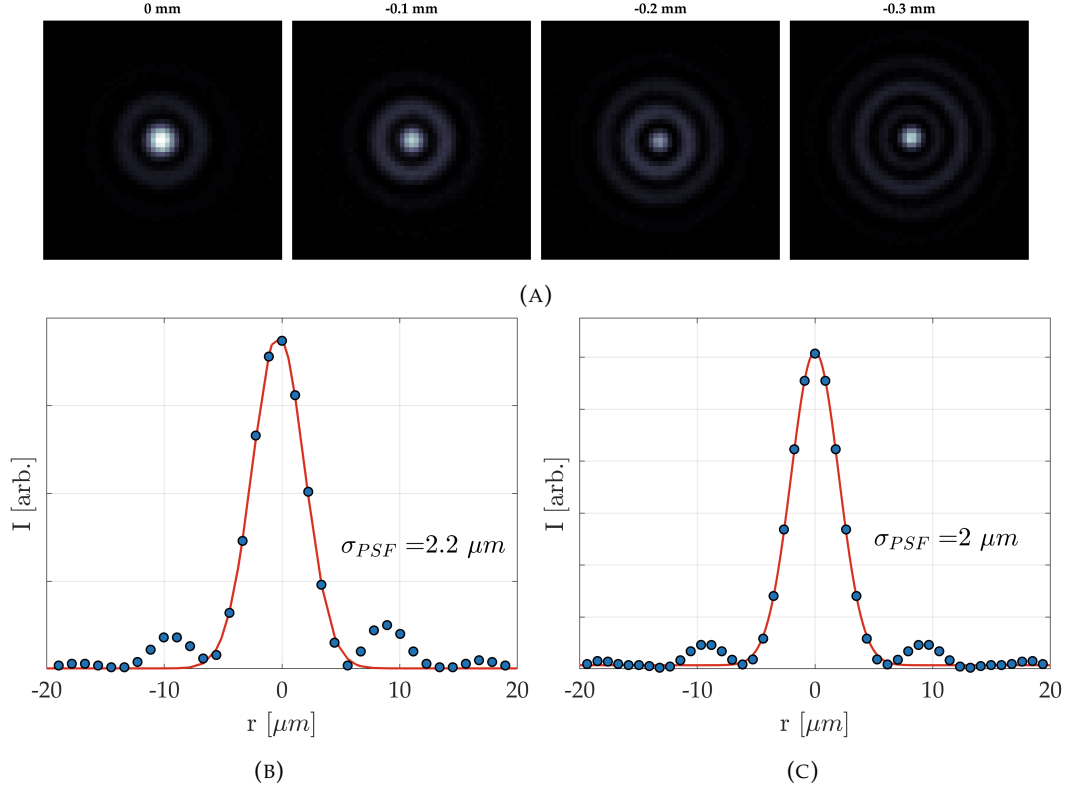 0 mm -0.1 mm -0.2 mm -0.3 mm
(A)
I [arb.]
σPSF =2.2 μm
-20 -10 0 10 20
r [μm]
(B)
I [arb.]
σPSF =2 μm
-20 -10 0 10 20
r [μm]
(C)